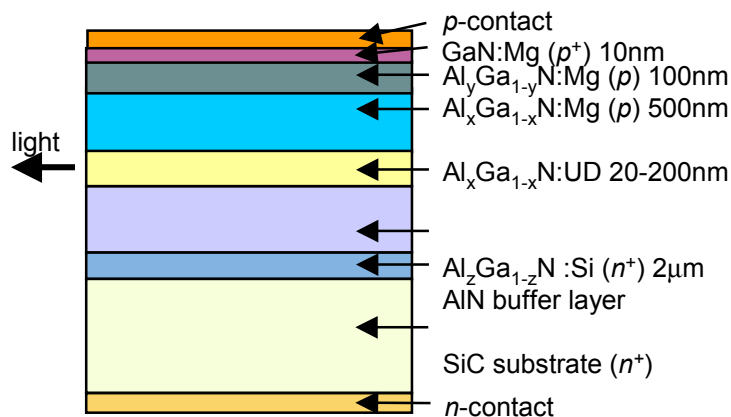 p-contact
GaN:Mg (p⁺) 10nm
AlyGa1-yN:Mg (p) 100nm
AlxGa1-xN:Mg (p) 500nm
light
AlxGa1-xN:UD 20-200nm
AlzGa1-zN :Si (n⁺) 2μm
AlN buffer layer
SiC substrate (n⁺)
n-contact